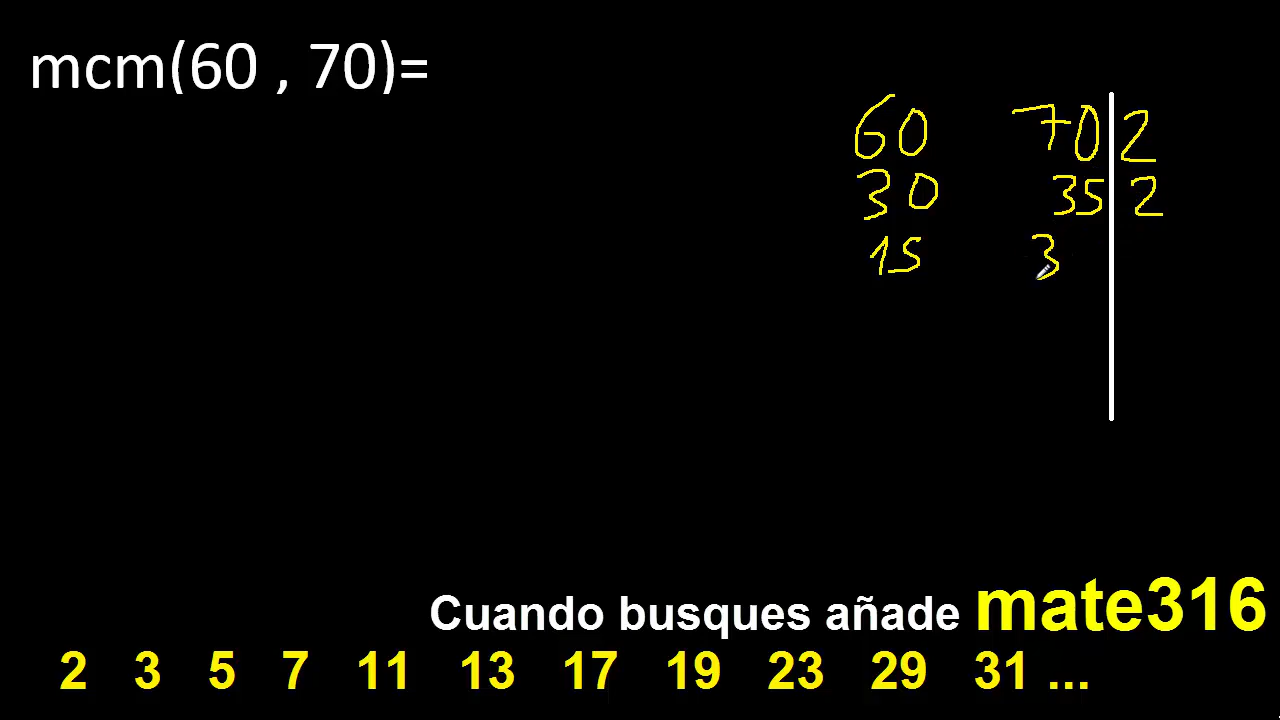 mcm(60 , 70)=
60 70 2
30 35 2
15 3
Cuando busques añade mate316
2 3 5 7 11 13 17 19 23 29 31 ...